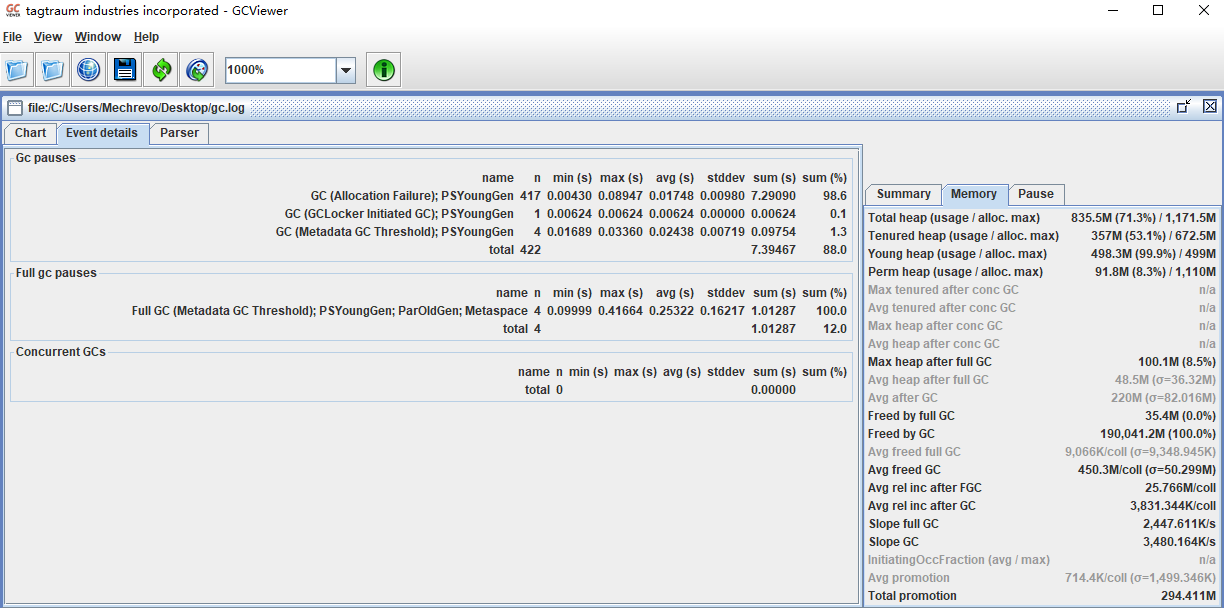 GC VIEWER tagtraum industries incorporated - GCViewer
File View Window Help
1000%
file:/C:/Users/Mechrevo/Desktop/gc.log
Chart Event details Parser
Gc pauses
name n min (s) max (s) avg (s) stddev sum (s) sum (%)
GC (Allocation Failure); PSYoungGen 417 0.00430 0.08947 0.01748 0.00980 7.29090 98.6
GC (GCLocker Initiated GC); PSYoungGen 1 0.00624 0.00624 0.00624 0.00000 0.00624 0.1
GC (Metadata GC Threshold); PSYoungGen 4 0.01689 0.03360 0.02438 0.00719 0.09754 1.3
total 422 7.39467 88.0
Full gc pauses
name n min (s) max (s) avg (s) stddev sum (s) sum (%)
Full GC (Metadata GC Threshold); PSYoungGen; ParOldGen; Metaspace 4 0.09999 0.41664 0.25322 0.16217 1.01287 100.0
total 4 1.01287 12.0
Concurrent GCs
name n min (s) max (s) avg (s) stddev sum (s) sum (%)
total 0 0.00000
Summary Memory Pause
Total heap (usage / alloc. max) 835.5M (71.3%) / 1,171.5M
Tenured heap (usage / alloc. max) 357M (53.1%) / 672.5M
Young heap (usage / alloc. max) 498.3M (99.9%) / 499M
Perm heap (usage / alloc. max) 91.8M (8.3%) / 1,110M
Max tenured after conc GC n/a
Avg tenured after conc GC n/a
Max heap after conc GC n/a
Avg heap after conc GC n/a
Max heap after full GC 100.1M (8.5%)
Avg heap after full GC 48.5M (σ=36.32M)
Avg after GC 220M (σ=82.016M)
Freed by full GC 35.4M (0.0%)
Freed by GC 190,041.2M (100.0%)
Avg freed full GC 9,066K/coll (σ=9,348.945K)
Avg freed GC 450.3M/coll (σ=50.299M)
Avg rel inc after FGC 25.766M/coll
Avg rel inc after GC 3,831.344K/coll
Slope full GC 2,447.611K/s
Slope GC 3,480.164K/s
InitiatingOccFraction (avg / max) n/a
Avg promotion 714.4K/coll (σ=1,499.346K)
Total promotion 294.411M